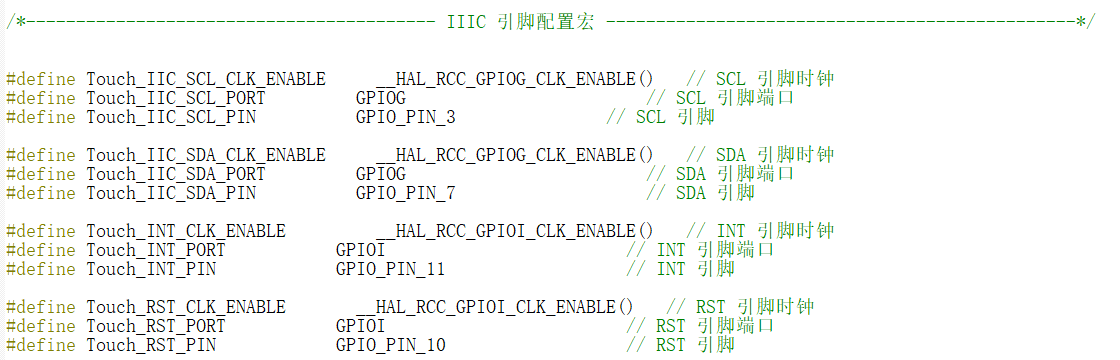 /*----------------------------------------- IIIC 引脚配置宏 -----------------------------------------------*/
#define Touch_IIC_SCL_CLK_ENABLE     __HAL_RCC_GPIOG_CLK_ENABLE()   // SCL 引脚时钟
#define Touch_IIC_SCL_PORT         GPIOG                        // SCL 引脚端口
#define Touch_IIC_SCL_PIN          GPIO_PIN_3               // SCL 引脚
#define Touch_IIC_SDA_CLK_ENABLE     __HAL_RCC_GPIOG_CLK_ENABLE()   // SDA 引脚时钟
#define Touch_IIC_SDA_PORT         GPIOG                        // SDA 引脚端口
#define Touch_IIC_SDA_PIN          GPIO_PIN_7                   // SDA 引脚
#define Touch_INT_CLK_ENABLE         __HAL_RCC_GPIOI_CLK_ENABLE()   // INT 引脚时钟
#define Touch_INT_PORT           GPIOI                        // INT 引脚端口
#define Touch_INT_PIN            GPIO_PIN_11                  // INT 引脚
#define Touch_RST_CLK_ENABLE       __HAL_RCC_GPIOI_CLK_ENABLE()   // RST 引脚时钟
#define Touch_RST_PORT           GPIOI                        // RST 引脚端口
#define Touch_RST_PIN            GPIO_PIN_10                  // RST 引脚